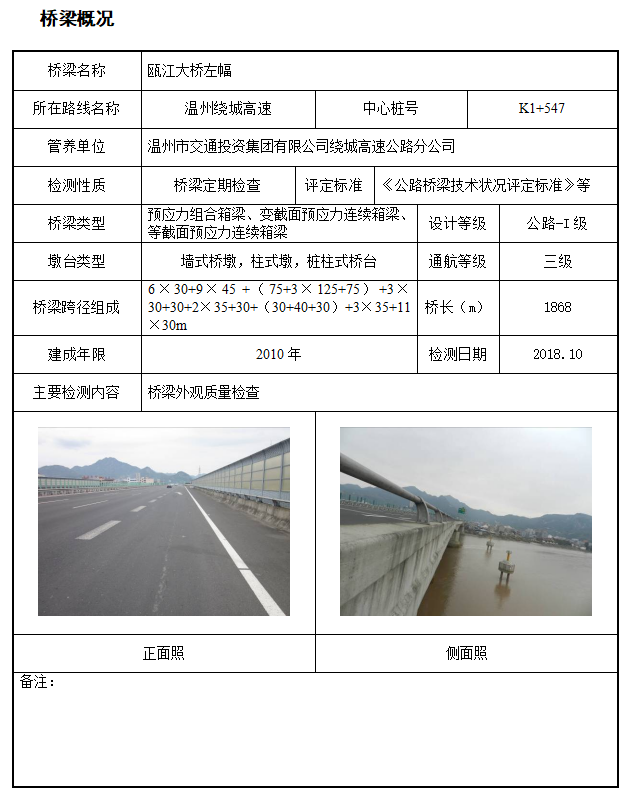 桥梁概况
桥梁名称 瓯江大桥左幅
所在路线名称 温州绕城高速 中心桩号 K1+547
管养单位 温州市交通投资集团有限公司绕城高速公路分公司
检测性质 桥梁定期检查 评定标准 《公路桥梁技术状况评定标准》等
桥梁类型 预应力组合箱梁、变截面预应力连续箱梁、 设计等级 公路-I 级
等截面预应力连续箱梁
墩台类型 墙式桥墩，柱式墩，桩柱式桥台 通航等级 三级
桥梁跨径组成 6×30+9×45+（75+3×125+75）+3× 桥长（m） 1868
30+30+2×35+30+（30+40+30）+3×35+11
×30m
建成年限 2010 年 检测日期 2018.10
主要检测内容 桥梁外观质量检查
正面照 侧面照
备注：